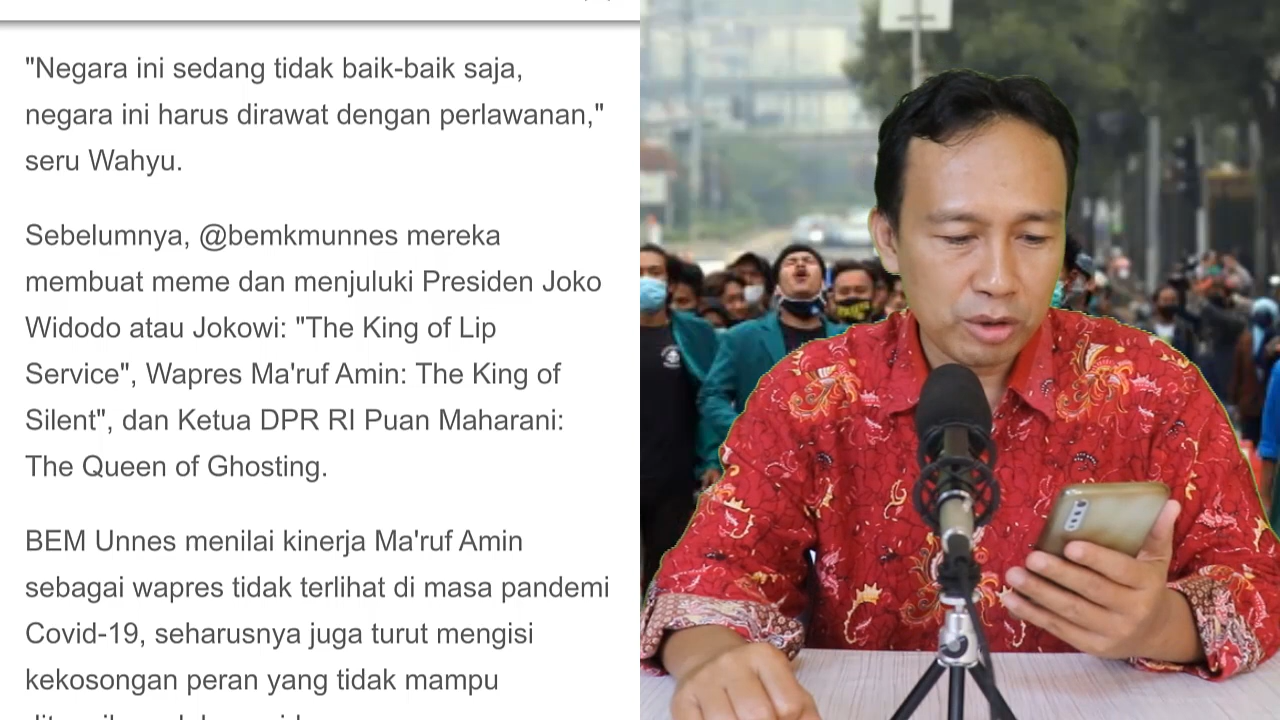 "Negara ini sedang tidak baik-baik saja,
negara ini harus dirawat dengan perlawanan,"
seru Wahyu.
Sebelumnya, @bemkmunnes mereka
membuat meme dan menjuluki Presiden Joko
Widodo atau Jokowi: "The King of Lip
Service", Wapres Ma'ruf Amin: The King of
Silent", dan Ketua DPR RI Puan Maharani:
The Queen of Ghosting.
BEM Unnes menilai kinerja Ma'ruf Amin
sebagai wapres tidak terlihat di masa pandemi
Covid-19, seharusnya juga turut mengisi
kekosongan peran yang tidak mampu